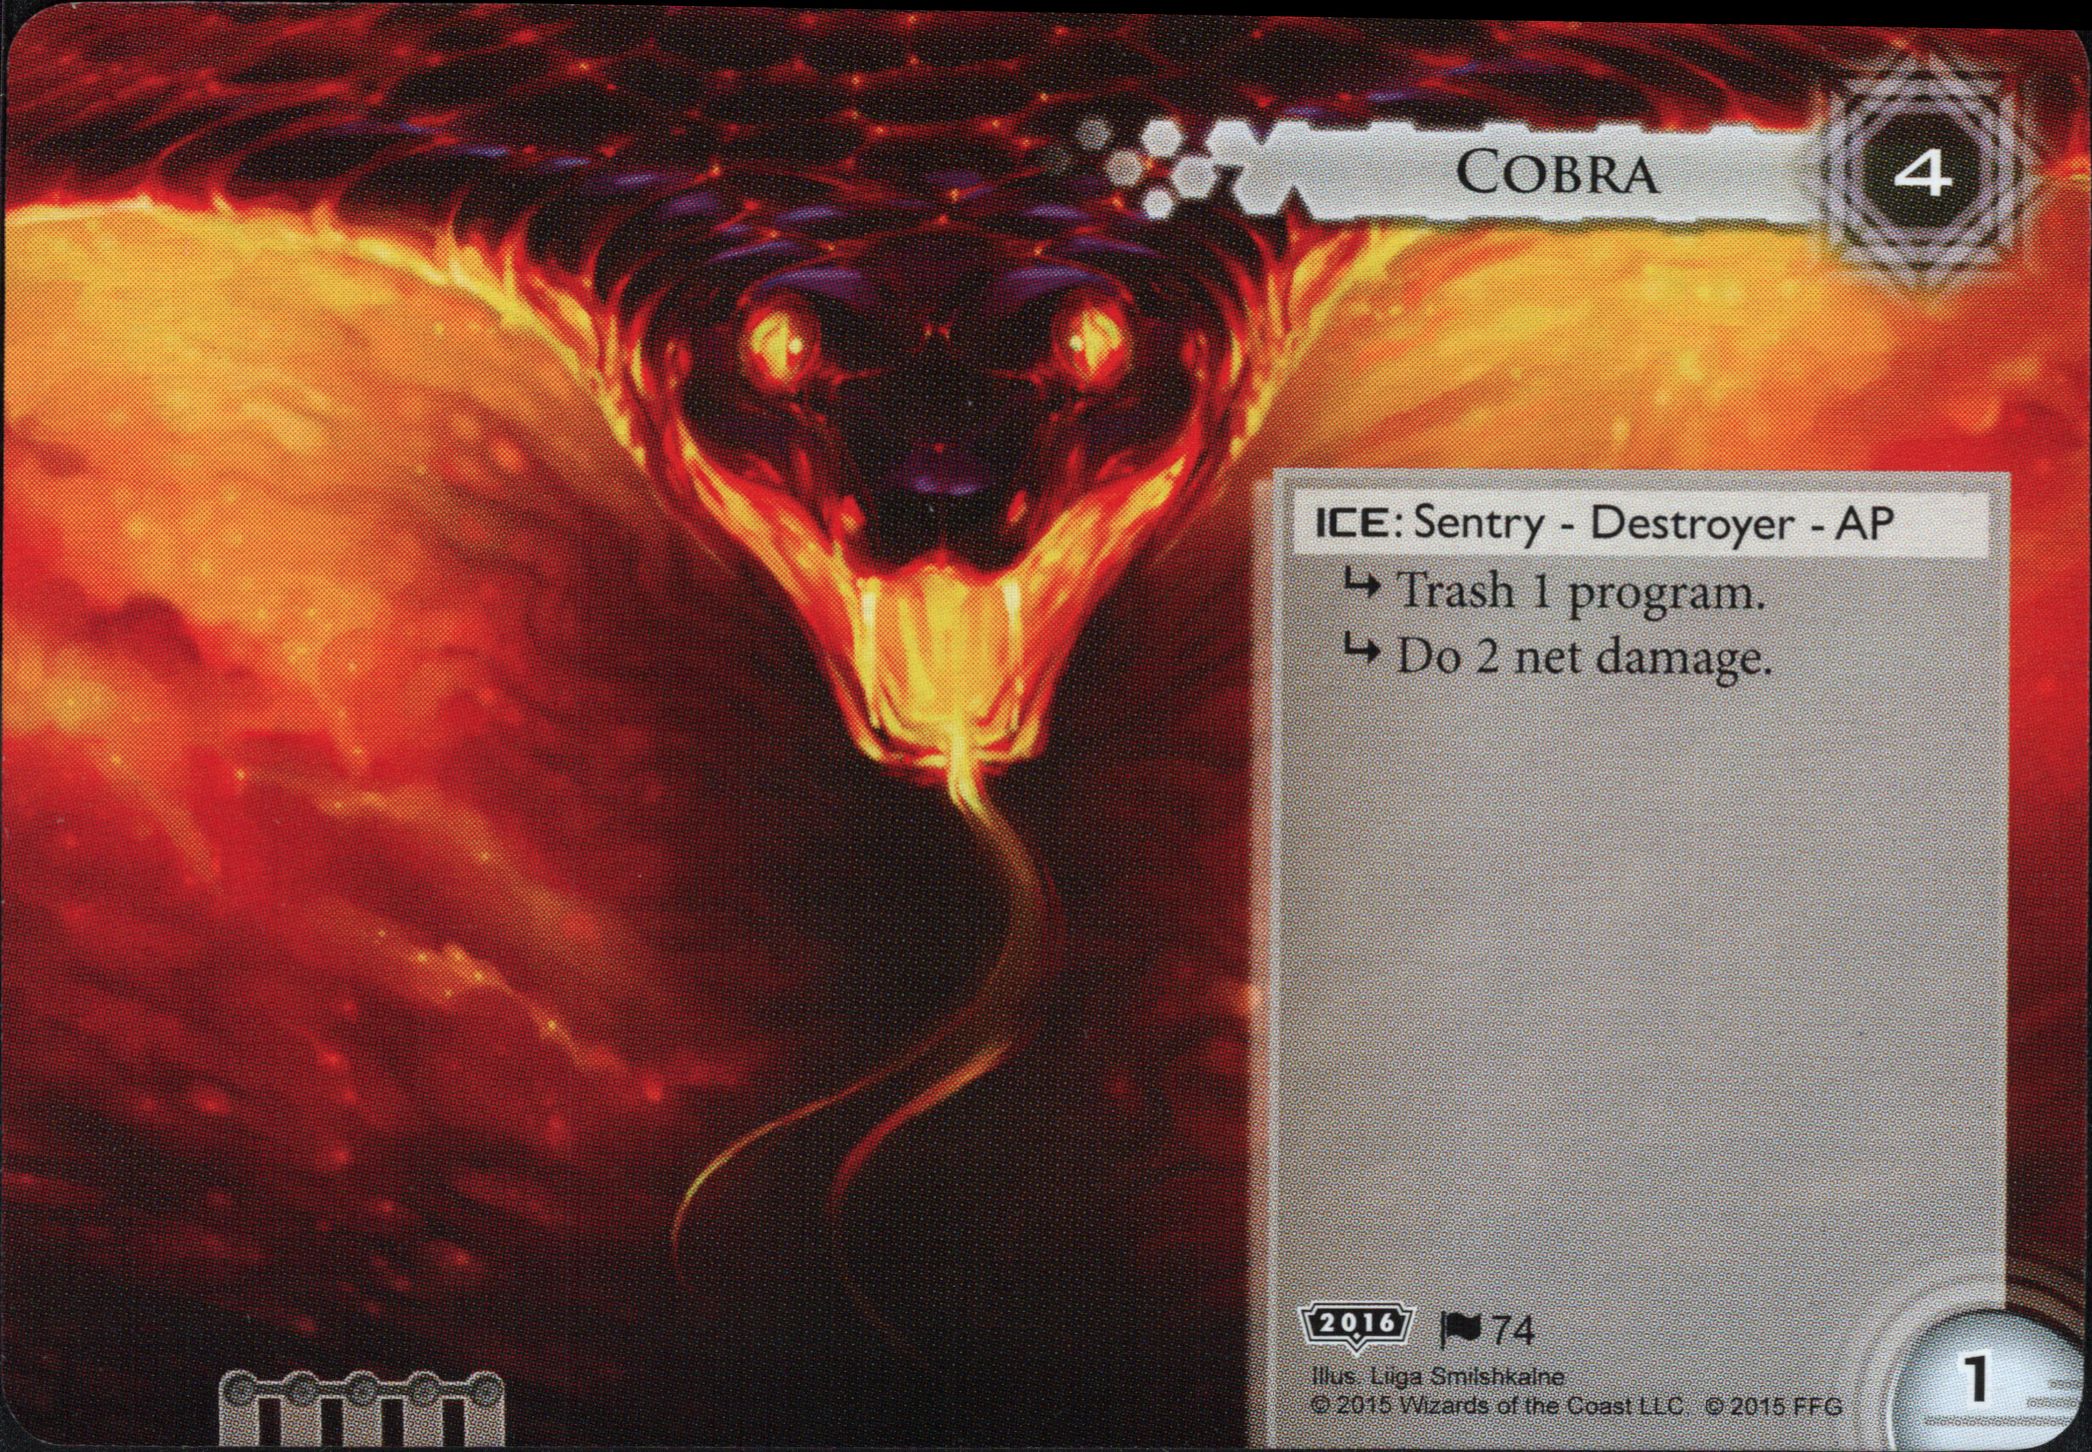 COBRA
4
ICE: Sentry - Destroyer - AP
↳ Trash 1 program.
↳ Do 2 net damage.
2016 74
Illus. Liiga Smilshkalne
© 2015 Wizards of the Coast LLC. © 2015 FFG
1